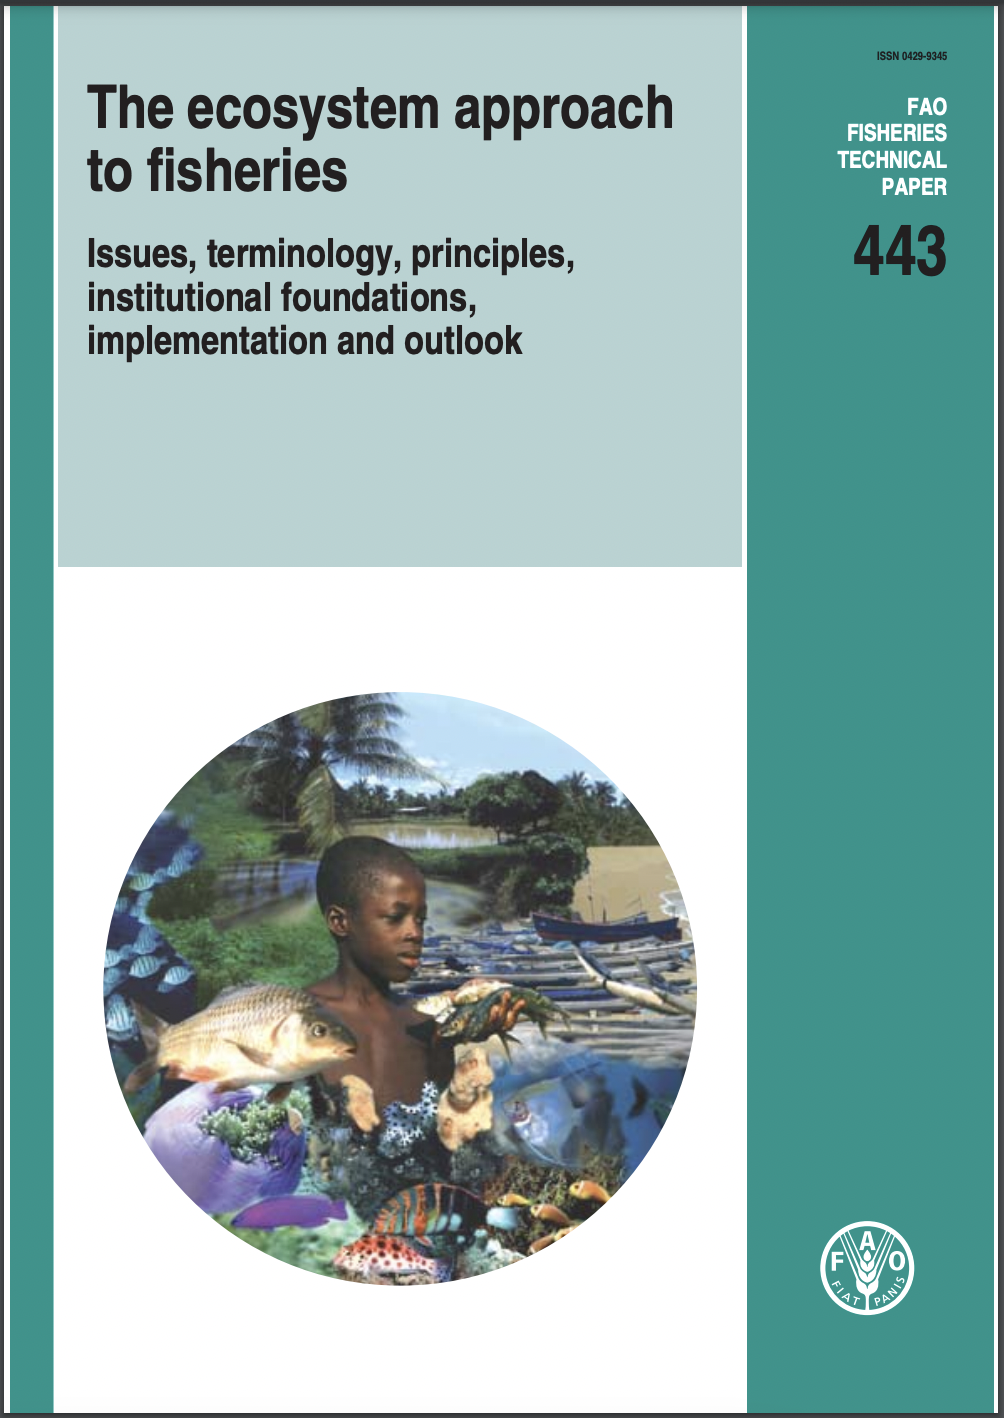 The ecosystem approach
to fisheries
Issues, terminology, principles,
institutional foundations,
implementation and outlook
ISSN 0429-9345
FAO
FISHERIES
TECHNICAL
PAPER
443
F A O
FIAT PANIS